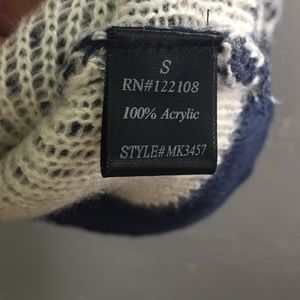 S
RN#122108
100% Acrylic
STYLE# MK3457